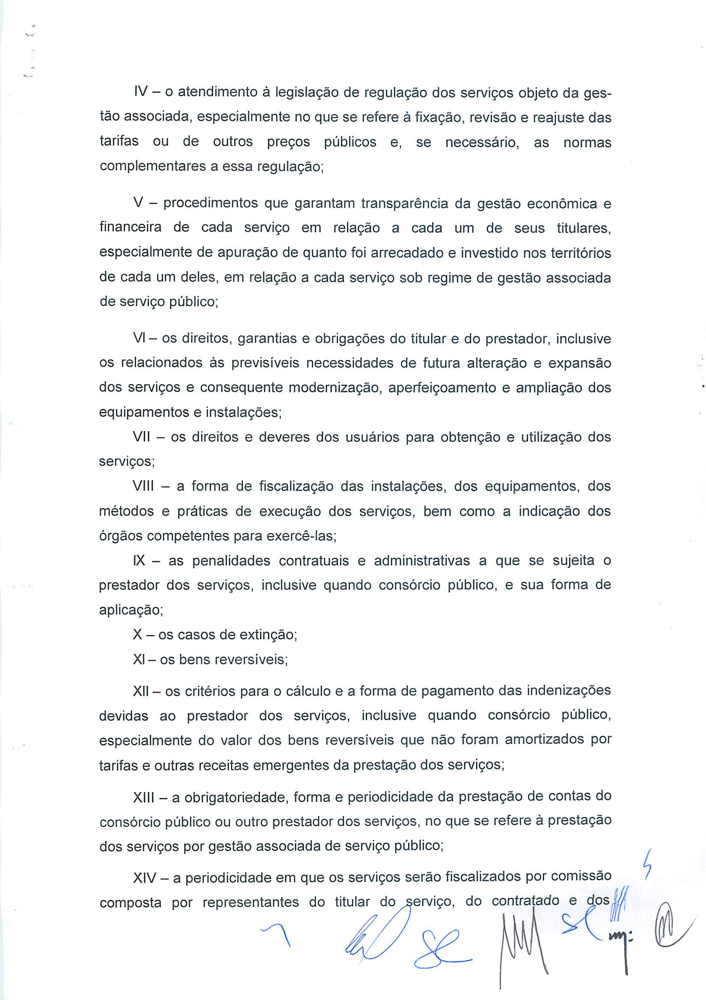 IV – o atendimento à legislação de regulação dos serviços objeto da ges-
tão associada, especialmente no que se refere à fixação, revisão e reajuste das
tarifas ou de outros preços públicos e, se necessário, as normas
complementares a essa regulação;
V – procedimentos que garantam transparência da gestão econômica e
financeira de cada serviço em relação a cada um de seus titulares,
especialmente de apuração de quanto foi arrecadado e investido nos territórios
de cada um deles, em relação a cada serviço sob regime de gestão associada
de serviço público;
VI – os direitos, garantias e obrigações do titular e do prestador, inclusive
os relacionados às previsíveis necessidades de futura alteração e expansão
dos serviços e consequente modernização, aperfeiçoamento e ampliação dos
equipamentos e instalações;
VII – os direitos e deveres dos usuários para obtenção e utilização dos
serviços;
VIII – a forma de fiscalização das instalações, dos equipamentos, dos
métodos e práticas de execução dos serviços, bem como a indicação dos
órgãos competentes para exercê-las;
IX – as penalidades contratuais e administrativas a que se sujeita o
prestador dos serviços, inclusive quando consórcio público, e sua forma de
aplicação;
X – os casos de extinção;
XI – os bens reversíveis;
XII – os critérios para o cálculo e a forma de pagamento das indenizações
devidas ao prestador dos serviços, inclusive quando consórcio público,
especialmente do valor dos bens reversíveis que não foram amortizados por
tarifas e outras receitas emergentes da prestação dos serviços;
XIII – a obrigatoriedade, forma e periodicidade da prestação de contas do
consórcio público ou outro prestador dos serviços, no que se refere à prestação
dos serviços por gestão associada de serviço público;
XIV – a periodicidade em que os serviços serão fiscalizados por comissão
composta por representantes do titular do serviço, do contratado e dos